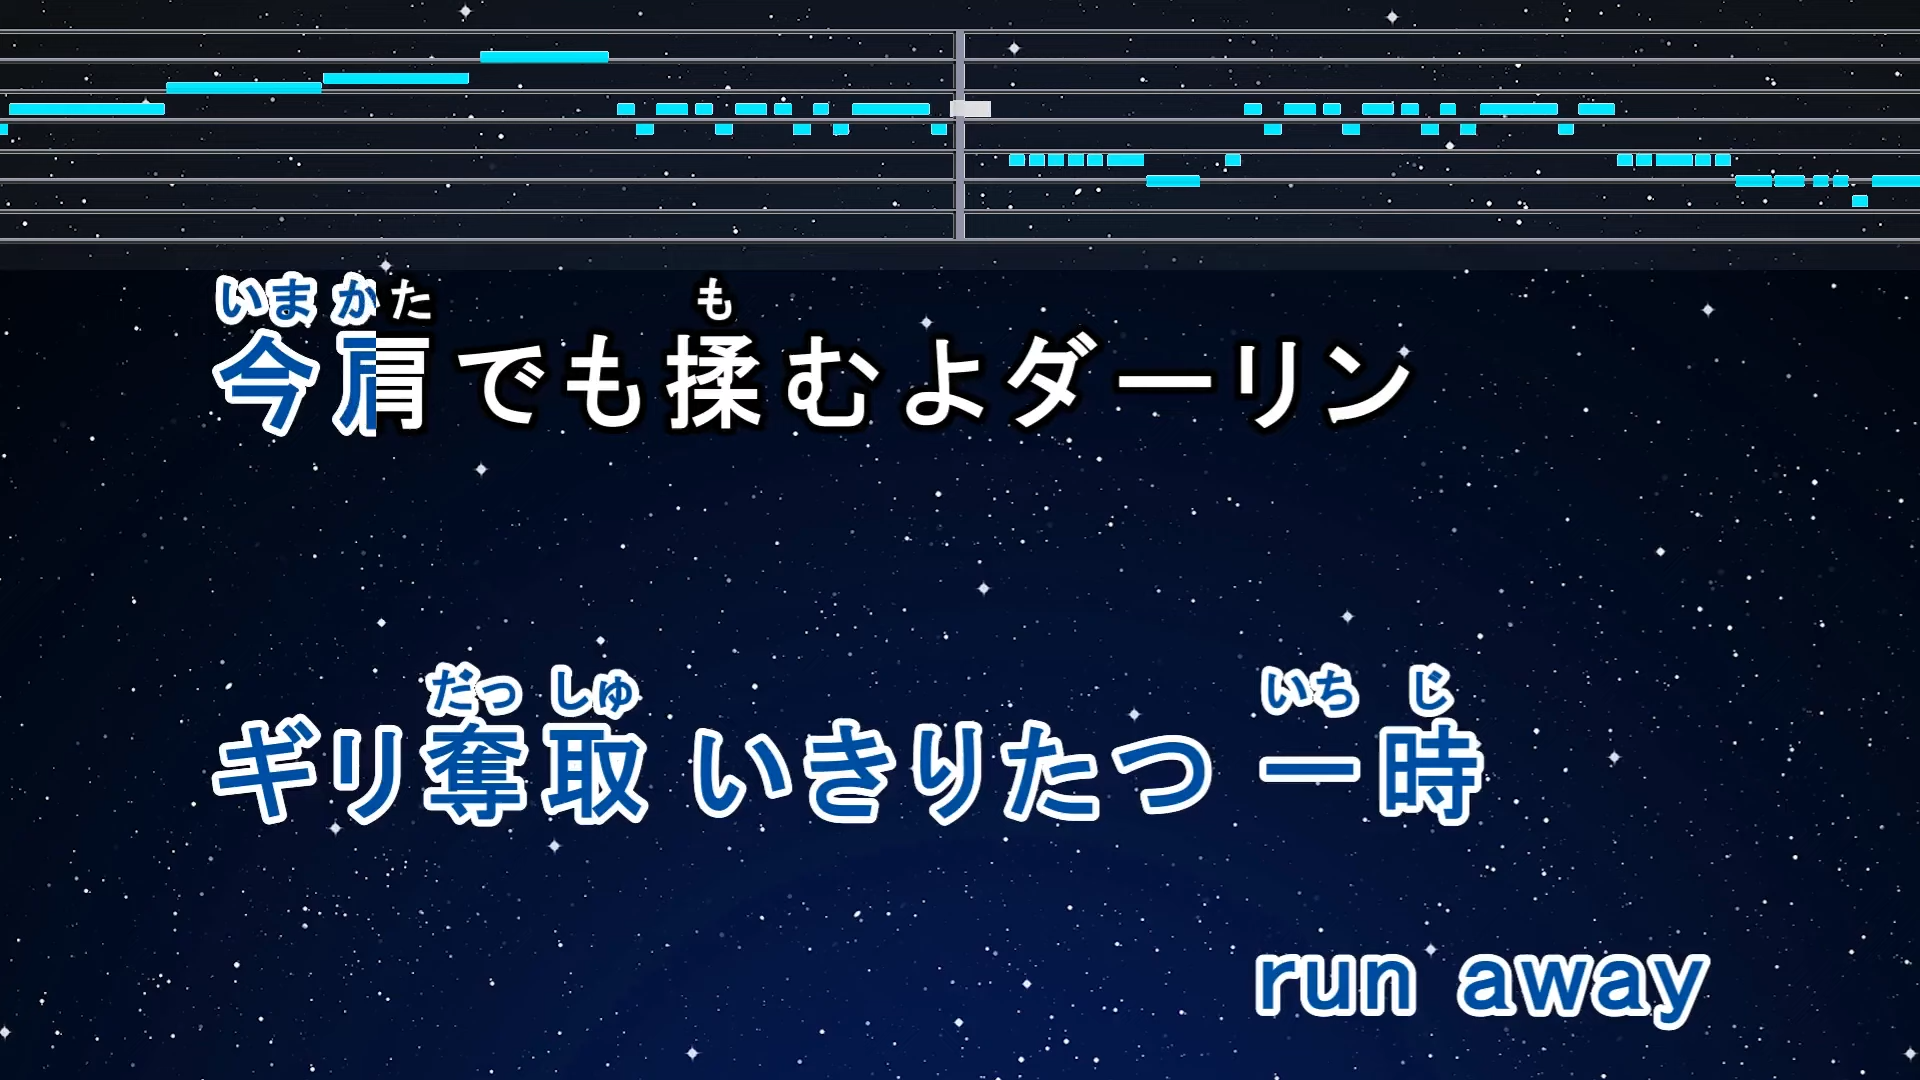 いま かた も
今肩でも揉むよダーリン
だっ しゅ いち じ
ギリ奪取 いきりたつ 一時
run away